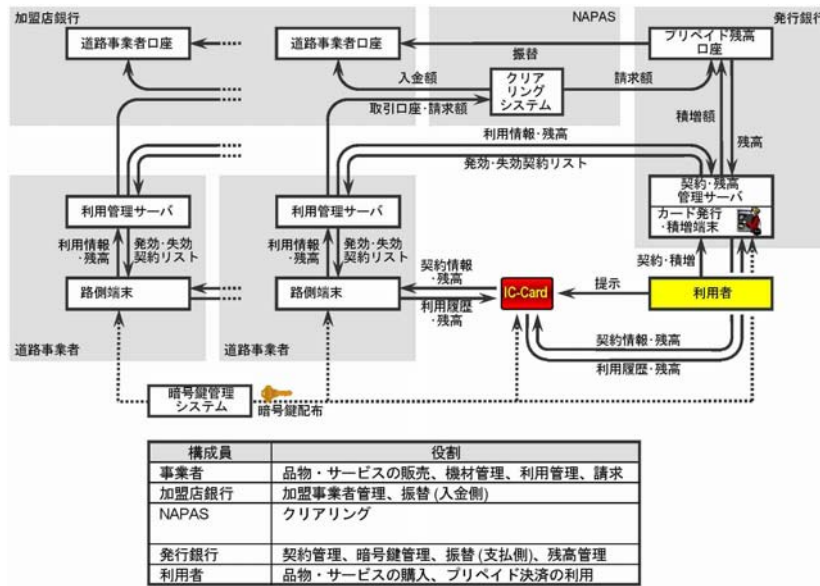 加盟店銀行
NAPAS
発行銀行
道路事業者口座
道路事業者口座
プリペイド残高
口座
振替
入金額
クリア
リング
システム
請求額
取引口座・請求額
積増額
残高
利用情報・残高
発効・失効契約リスト
契約・残高
管理サーバ
カード発行
・積増端末
利用管理サーバ
利用管理サーバ
利用情報
・残高
発効・失効
契約リスト
利用情報
・残高
発効・失効
契約リスト
契約情報
・残高
契約・積増
路側端末
路側端末
IC-Card
提示
利用者
利用履歴
・残高
道路事業者
道路事業者
契約情報・残高
利用履歴・残高
暗号鍵管理
システム
暗号鍵配布
構成員 役割
事業者 品物・サービスの販売、機材管理、利用管理、請求
加盟店銀行 加盟事業者管理、振替 (入金側)
NAPAS クリアリング
発行銀行 契約管理、暗号鍵管理、振替 (支払側)、残高管理
利用者 品物・サービスの購入、プリペイド決済の利用